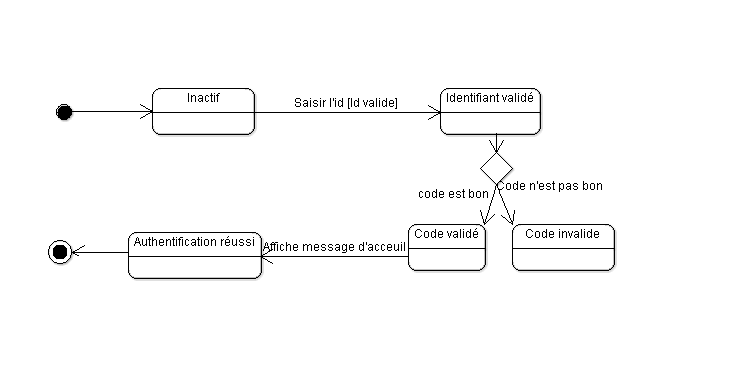 Inactif
Saisir l'id [Id valide]
Identifiant validé
code est bon
Code n'est pas bon
Authentification réussi
Affiche message d'acceuil
Code validé
Code invalide